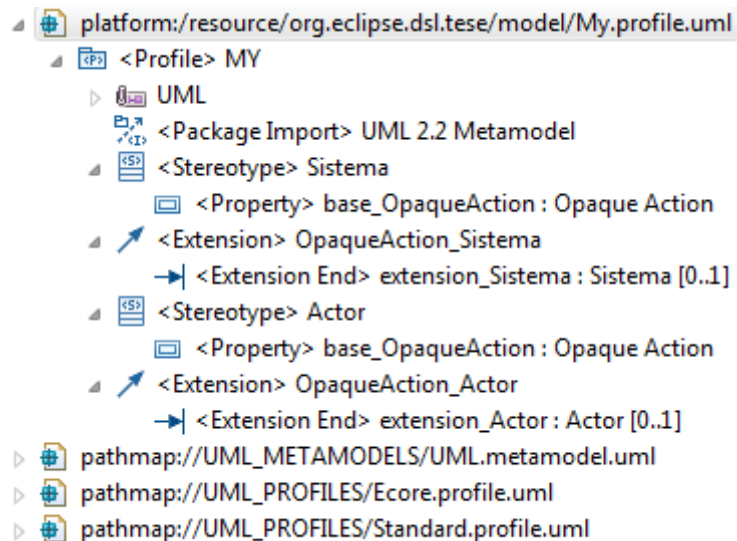 platform:/resource/org.eclipse.dsl.tese/model/My.profile.uml
<Profile> MY
UML
<Package Import> UML 2.2 Metamodel
<Stereotype> Sistema
<Property> base_OpaqueAction : Opaque Action
<Extension> OpaqueAction_Sistema
<Extension End> extension_Sistema : Sistema [0..1]
<Stereotype> Actor
<Property> base_OpaqueAction : Opaque Action
<Extension> OpaqueAction_Actor
<Extension End> extension_Actor : Actor [0..1]
pathmap://UML_METAMODELS/UML.metamodel.uml
pathmap://UML_PROFILES/Ecore.profile.uml
pathmap://UML_PROFILES/Standard.profile.uml